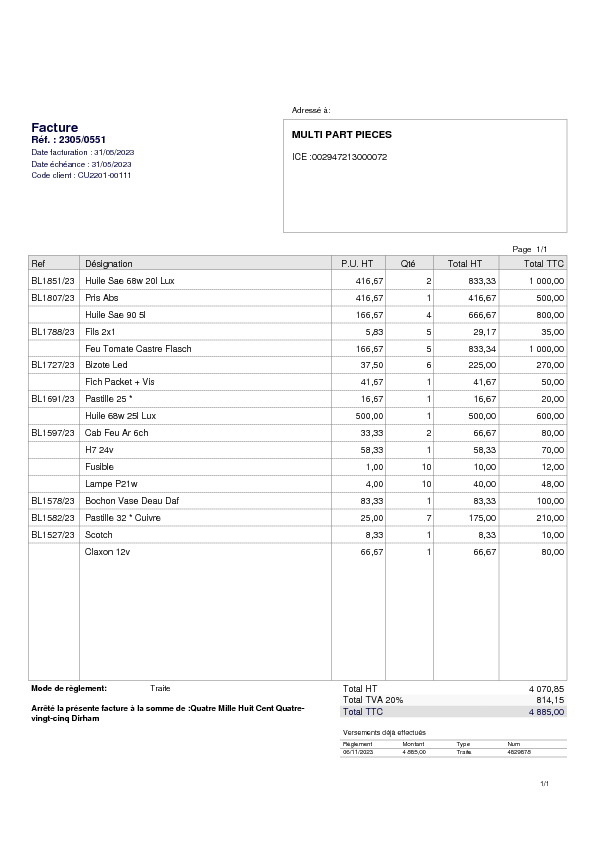 Adressé à:
Facture
Réf. : 2305/0551
Date facturation : 31/05/2023
Date échéance : 31/05/2023
Code client : CU2201-00111
MULTI PART PIECES
ICE :002947213000072
Page 1/1
Ref Désignation P.U. HT Qté Total HT Total TTC
BL1851/23 Huile Sae 68w 20l Lux 416,67 2 833,33 1 000,00
BL1807/23 Pris Abs 416,67 1 416,67 500,00
Huile Sae 90 5l 166,67 4 666,67 800,00
BL1788/23 Fils 2x1 5,83 5 29,17 35,00
Feu Tomate Castre Flasch 166,67 5 833,34 1 000,00
BL1727/23 Bizote Led 37,50 6 225,00 270,00
Fich Packet + Vis 41,67 1 41,67 50,00
BL1691/23 Pastille 25 * 16,67 1 16,67 20,00
Huile 68w 25l Lux 500,00 1 500,00 600,00
BL1597/23 Cab Feu Ar 6ch 33,33 2 66,67 80,00
H7 24v 58,33 1 58,33 70,00
Fusible 1,00 10 10,00 12,00
Lampe P21w 4,00 10 40,00 48,00
BL1578/23 Bochon Vase Deau Daf 83,33 1 83,33 100,00
BL1582/23 Pastille 32 * Cuivre 25,00 7 175,00 210,00
BL1527/23 Scotch 8,33 1 8,33 10,00
Claxon 12v 66,67 1 66,67 80,00
Mode de règlement: Traite
Total HT 4 070,85
Total TVA 20% 814,15
Total TTC 4 885,00
Arrêté la présente facture à la somme de :Quatre Mille Huit Cent Quatre-
vingt-cinq Dirham
Versements déjà effectués
Règlement Montant Type Num
06/11/2023 4 885,00 Traite 4829878
1/1